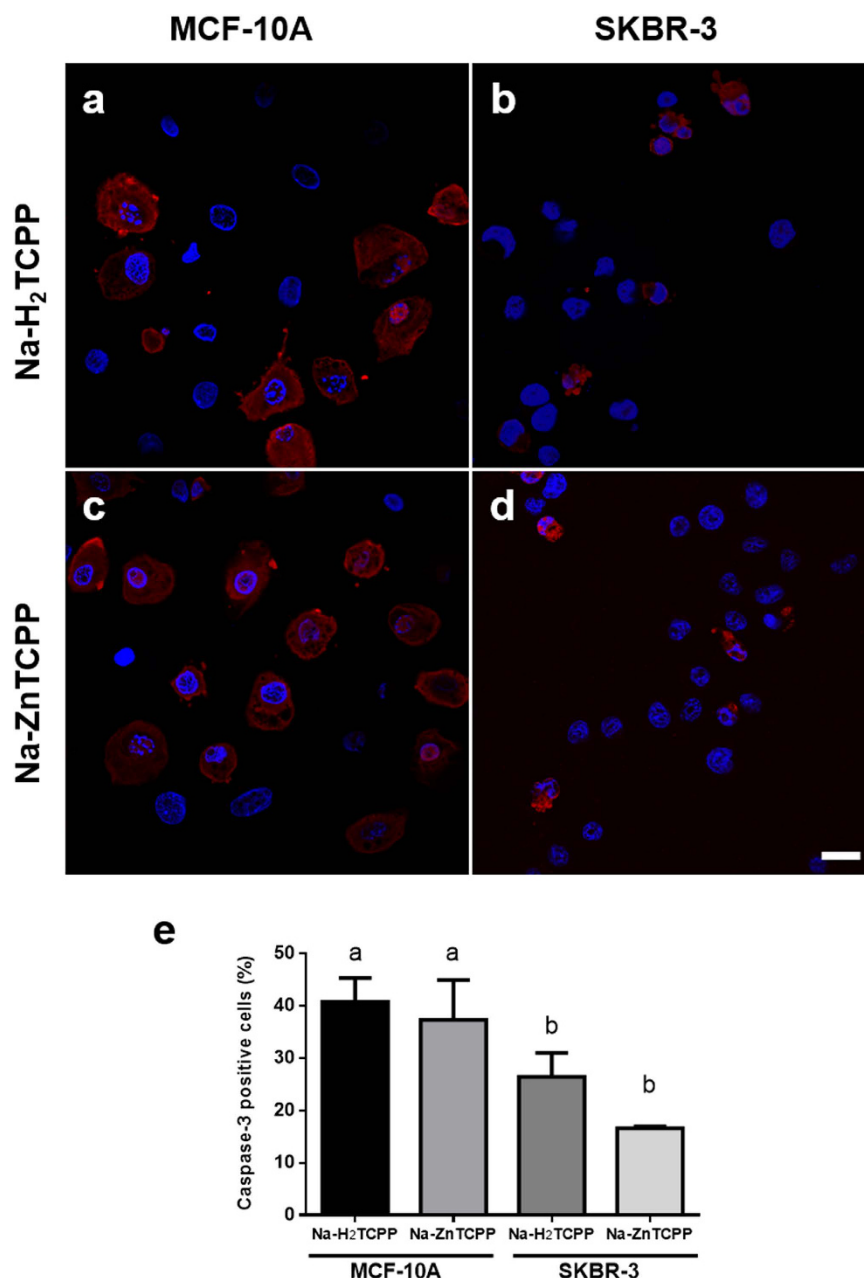 MCF-10A SKBR-3
Na-H₂TCPP
a b
Na-ZnTCPP
c d
e
Caspase-3 positive cells (%)
50
40
30
20
10
0
a a b b
Na-H2TCPP Na-ZnTCPP Na-H2TCPP Na-ZnTCPP
MCF-10A SKBR-3